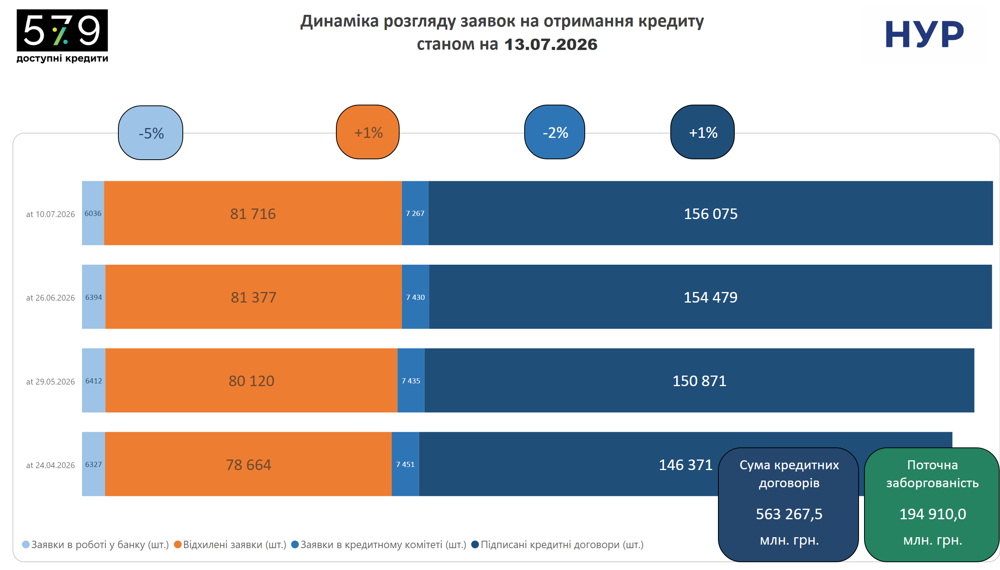 5%9
доступні кредити
Динаміка розгляду заявок на отримання кредиту
станом на 13.07.2026
НУР
-5%
+1%
-2%
+1%
at 10.07.2026
6036
81 716
7 267
156 075
at 26.06.2026
6394
81 377
7 430
154 479
at 29.05.2026
6412
80 120
7 435
150 871
at 24.04.2026
6327
78 664
7 451
146 371
Сума кредитних
договорів
563 267,5
млн. грн.
Поточна
заборгованість
194 910,0
млн. грн.
Заявки в роботі у банку (шт.)
Відхилені заявки (шт.)
Заявки в кредитному комітеті (шт.)
Підписані кредитні договори (шт.)